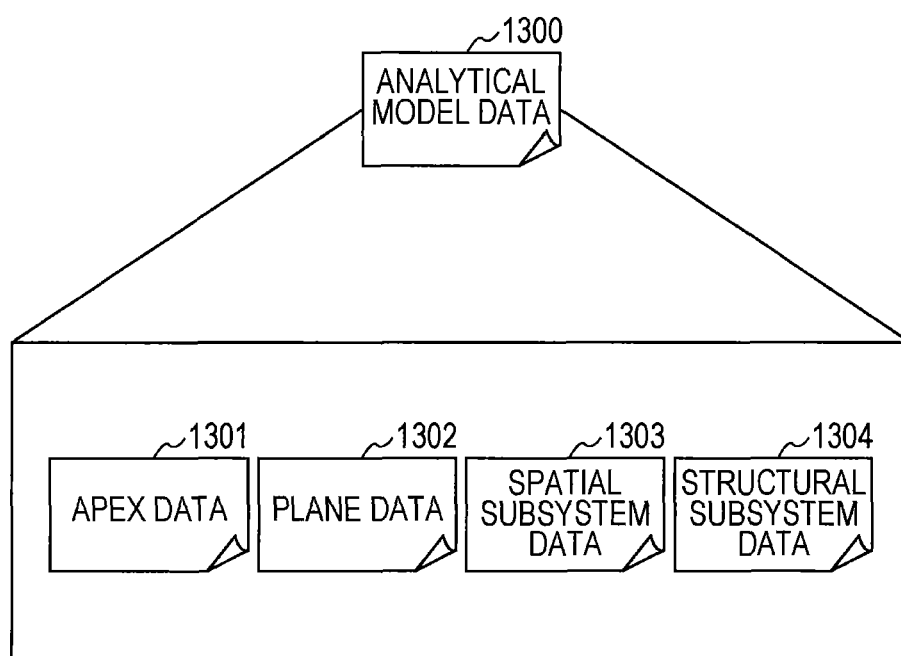 1300
ANALYTICAL
MODEL DATA
1301
1302
1303
1304
APEX DATA
PLANE DATA
SPATIAL
SUBSYSTEM
DATA
STRUCTURAL
SUBSYSTEM
DATA